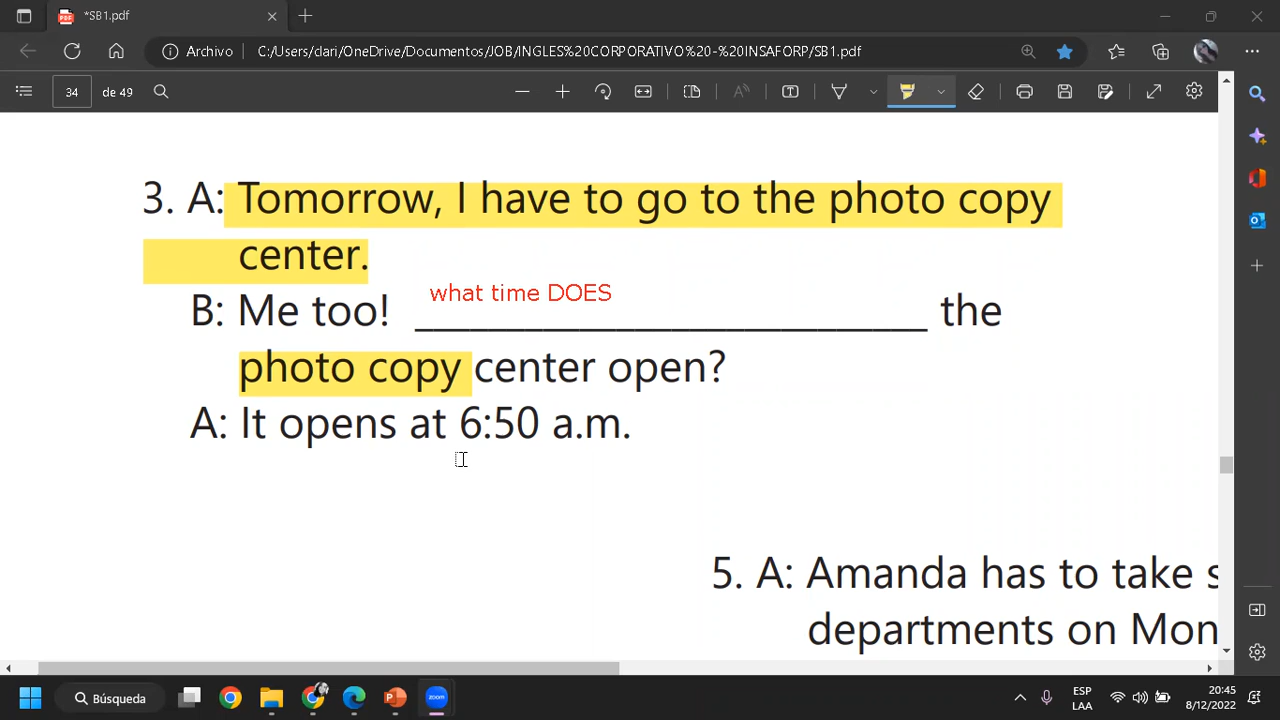 *SB1.pdf
Archivo C:/Users/clari/OneDrive/Documentos/JOB/INGLES%20CORPORATIVO%20-%20INSAFORP/SB1.pdf
34 de 49
3. A: Tomorrow, I have to go to the photo copy
center.
what time DOES
B: Me too! ____________________________ the
photo copy center open?
A: It opens at 6:50 a.m.
5. A: Amanda has to take s
departments on Mon
Búsqueda
zoom
ESP
LAA
20:45
8/12/2022